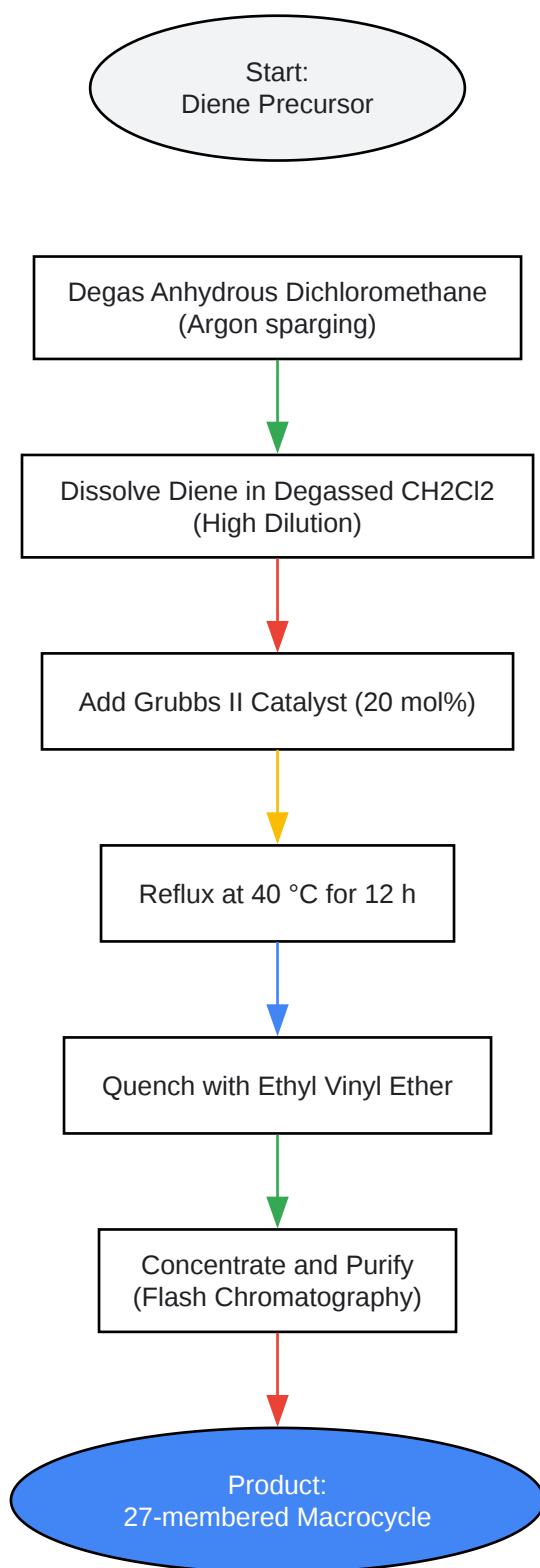 Start:
Diene Precursor
Degas Anhydrous Dichloromethane
(Argon sparging)
Dissolve Diene in Degassed CH2Cl2
(High Dilution)
Add Grubbs II Catalyst (20 mol%)
Reflux at 40 °C for 12 h
Quench with Ethyl Vinyl Ether
Concentrate and Purify
(Flash Chromatography)
Product:
27-membered Macrocycle